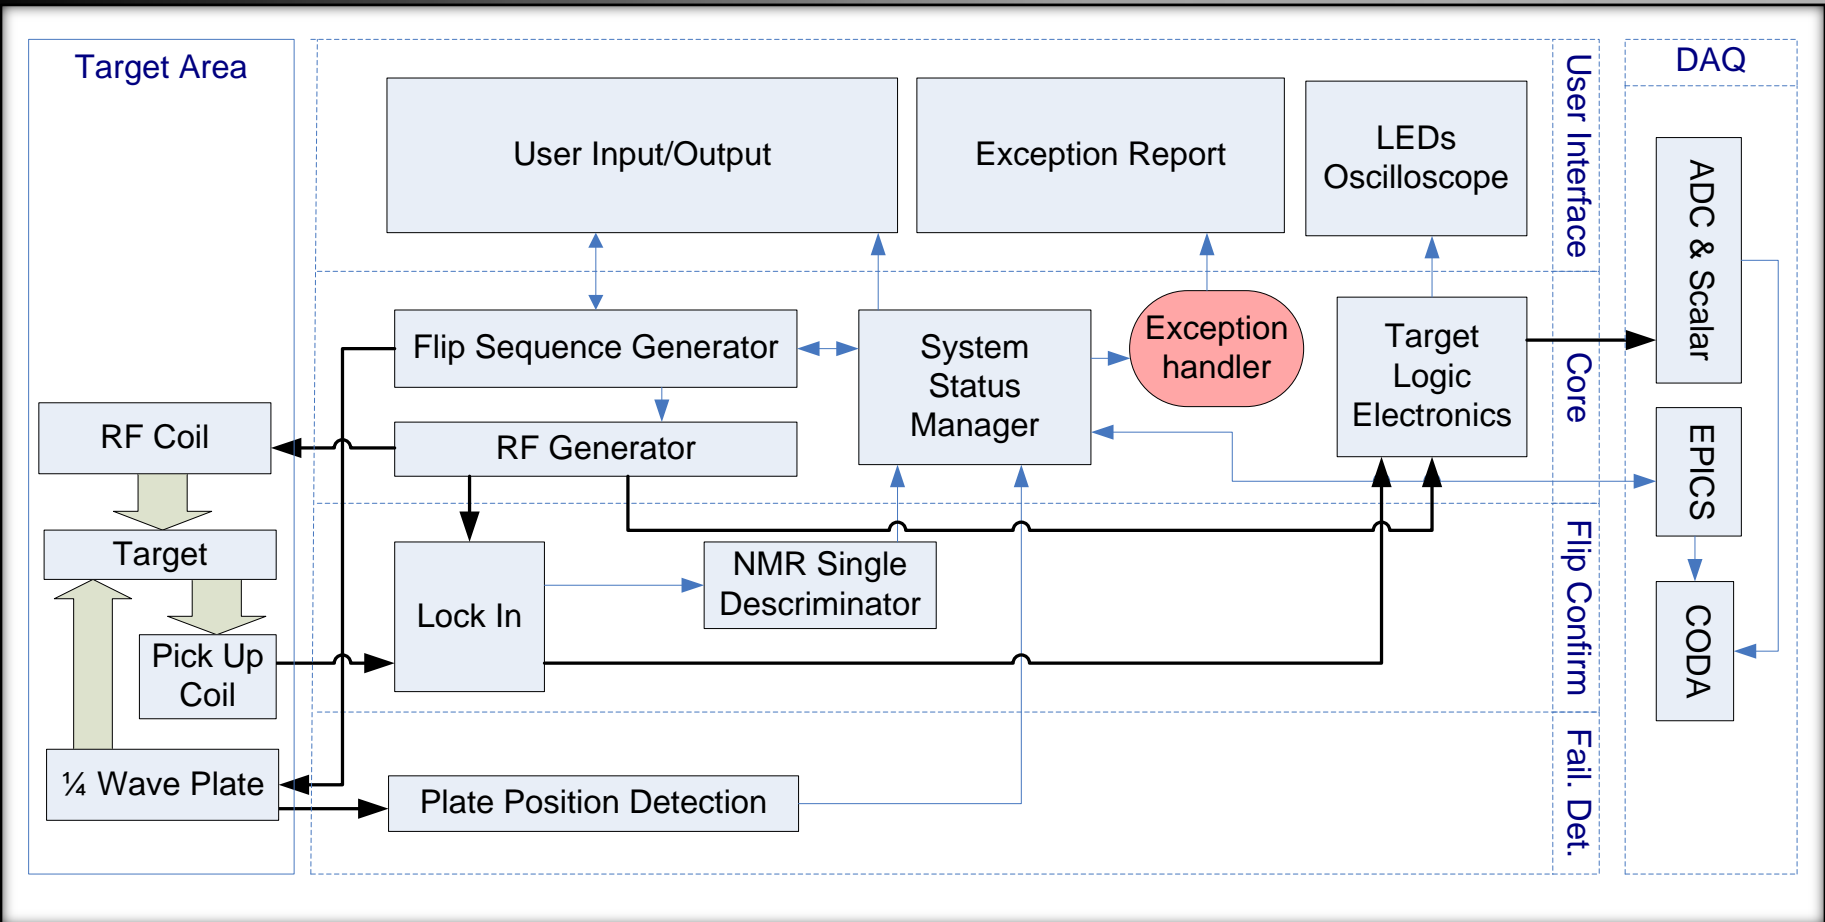 Target Area
RF Coil
Target
Pick Up
Coil
¼ Wave Plate
User Input/Output
Exception Report
LEDs
Oscilloscope
User Interface
Flip Sequence Generator
RF Generator
System
Status
Manager
Exception
handler
Target
Logic
Electronics
Core
Lock In
NMR Single
Descriminator
Flip Confirm
Plate Position Detection
Fail. Det.
DAQ
ADC & Scalar
EPICS
CODA